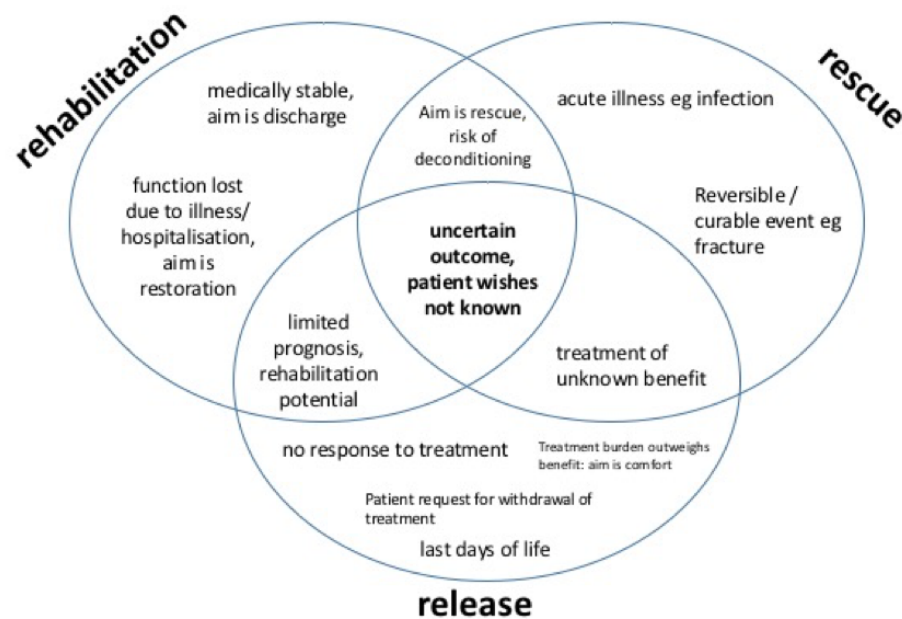 rehabilitation
rescue
medically stable,
aim is discharge
Aim is rescue,
risk of
deconditioning
acute illness eg infection
function lost
due to illness/
hospitalisation,
aim is
restoration
Reversible /
curable event eg
fracture
uncertain
outcome,
patient wishes
not known
limited
prognosis,
rehabilitation
potential
treatment of
unknown benefit
no response to treatment
Treatment burden outweighs
benefit: aim is comfort
Patient request for withdrawal of
treatment
last days of life
release